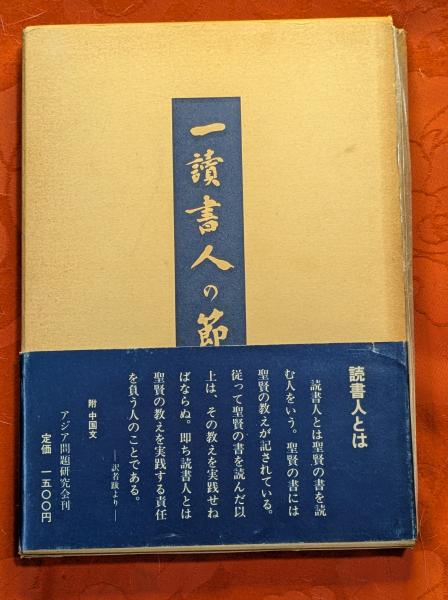 一讀書人の節
読書人とは
読書人とは聖賢の書を読
む人をいう。聖賢の書には
聖賢の教えが記されている。
従って聖賢の書を読んだ以
上は、その教えを実践せね
ばならぬ。即ち読書人とは
聖賢の教えを実践する責任
を負う人のことである。
―訳者跋より―
附 中国文
アジア問題研究会刊
定価 一五〇〇円